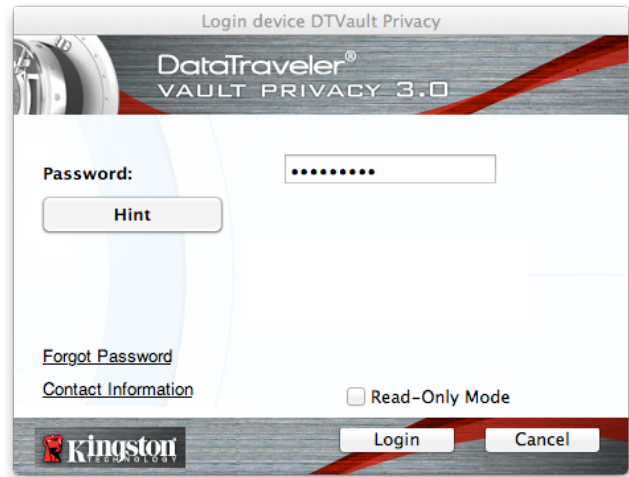 Login device DTVault Privacy
DataTraveler®
VAULT PRIVACY 3.0
Password:
•••••••••
Hint
Forgot Password
Contact Information
Read-Only Mode
Kingston
TECHNOLOGY
Login
Cancel